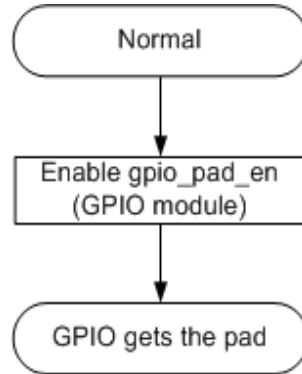 Normal
Enable gpio_pad_en
(GPIO module)
GPIO gets the pad